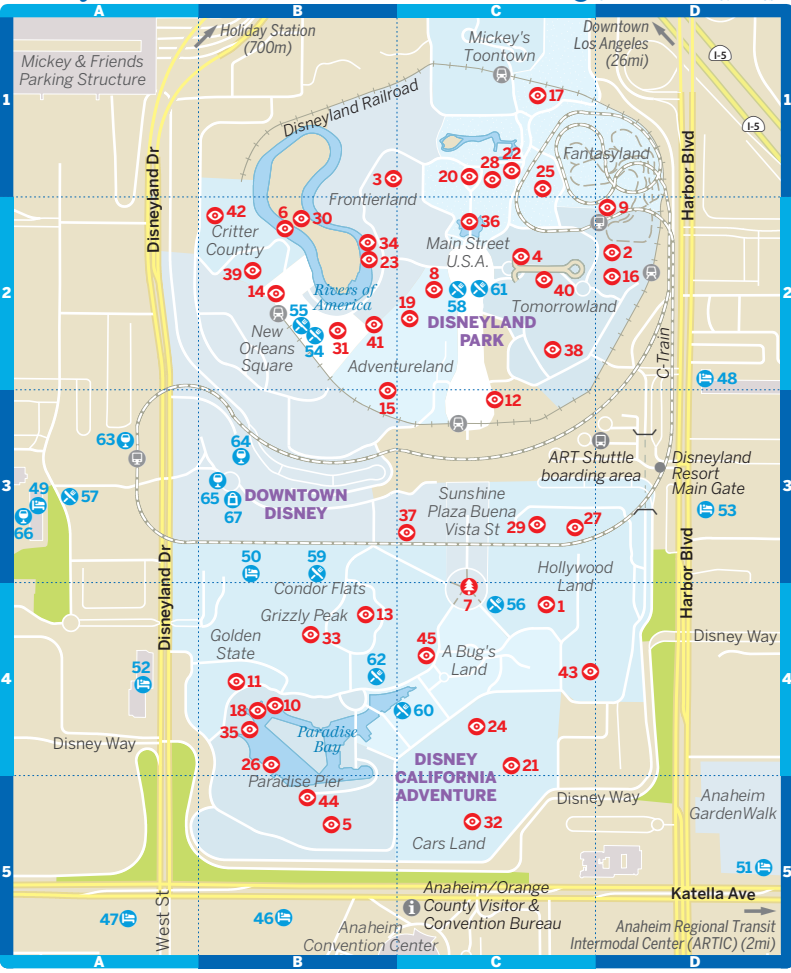 A
B
C
D
Holiday Station
(700m)
Mickey's
Toontown
Downtown
Los Angeles
(26mi)
I-5
Mickey & Friends
Parking Structure
1
1
17
Disneyland Railroad
I-5
Disneyland Dr
Harbor Blvd
Fantasyland
22
28
20
25
3
Frontierland
9
42
6
30
36
Critter
Country
34
23
Main Street
U.S.A.
4
2
39
8
61
58
16
40
14
Rivers of
America
Tomorrowland
2
2
55
54
19
31
41
DISNEYLAND
PARK
New
Orleans
Square
38
C-Train
Adventureland
48
15
12
63
64
ART Shuttle
boarding area
Disneyland
Resort
Main Gate
65
67
DOWNTOWN
DISNEY
3
3
49
57
66
Sunshine
Plaza Buena
Vista St
37
29
27
53
Disneyland Dr
Harbor Blvd
50
59
Condor Flats
Hollywood
Land
7
56
1
Grizzly Peak
13
33
Golden
State
45
A Bug's
Land
Disney Way
52
62
43
4
4
11
18
10
60
35
24
Paradise
Bay
Disney Way
26
DISNEY
CALIFORNIA
ADVENTURE
21
Paradise Pier
44
5
32
Disney Way
Anaheim
GardenWalk
Cars Land
51
5
5
Katella Ave
47
West St
46
Anaheim
Convention Center
Anaheim/Orange
County Visitor &
Convention Bureau
Anaheim Regional Transit
Intermodal Center (ARTIC) (2mi)
A
B
C
D